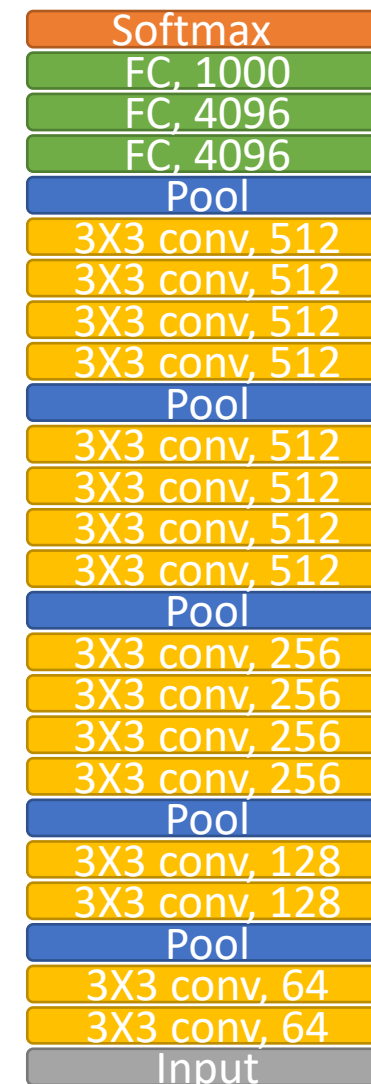 Softmax
FC, 1000
FC, 4096
FC, 4096
Pool
3X3 conv, 512
3X3 conv, 512
3X3 conv, 512
3X3 conv, 512
Pool
3X3 conv, 512
3X3 conv, 512
3X3 conv, 512
3X3 conv, 512
Pool
3X3 conv, 256
3X3 conv, 256
3X3 conv, 256
3X3 conv, 256
Pool
3X3 conv, 128
3X3 conv, 128
Pool
3X3 conv, 64
3X3 conv, 64
Input